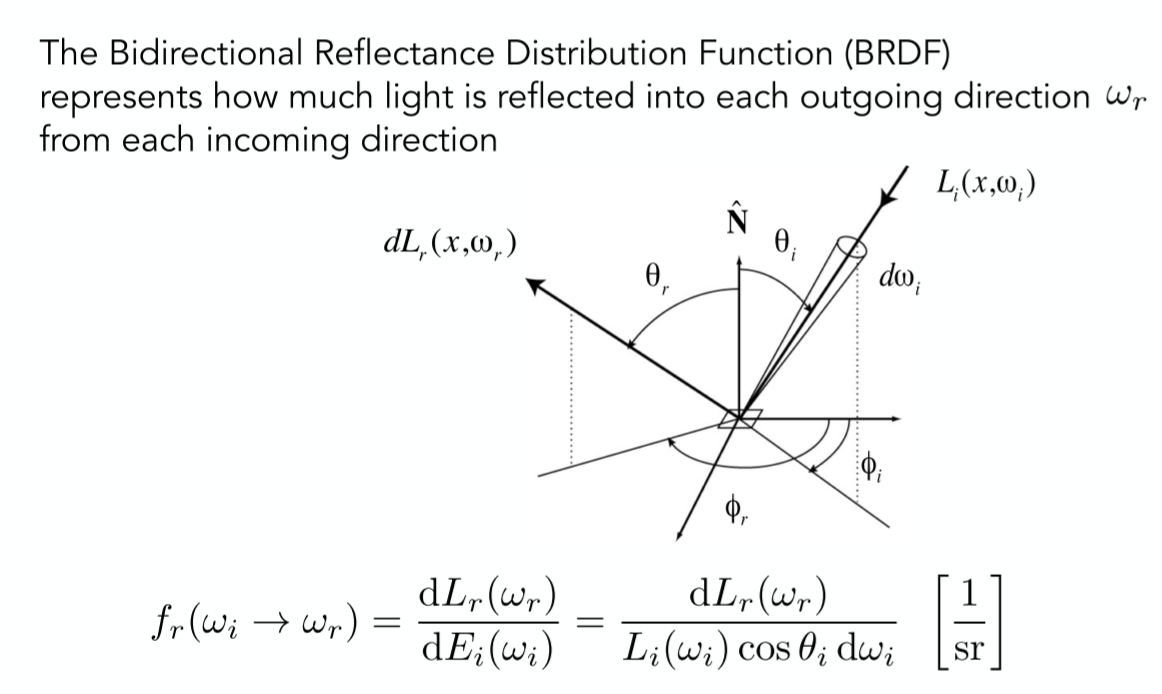 The Bidirectional Reflectance Distribution Function (BRDF)
represents how much light is reflected into each outgoing direction ωᵣ
from each incoming direction
Lᵢ(x,ωᵢ)
N̂
θᵢ
dLᵣ(x,ωᵣ)
θᵣ
dωᵢ
ϕᵢ
ϕᵣ
fᵣ(ωᵢ → ωᵣ) = dLᵣ(ωᵣ) / dEᵢ(ωᵢ) = dLᵣ(ωᵣ) / Lᵢ(ωᵢ) cos θᵢ dωᵢ [1/sr]